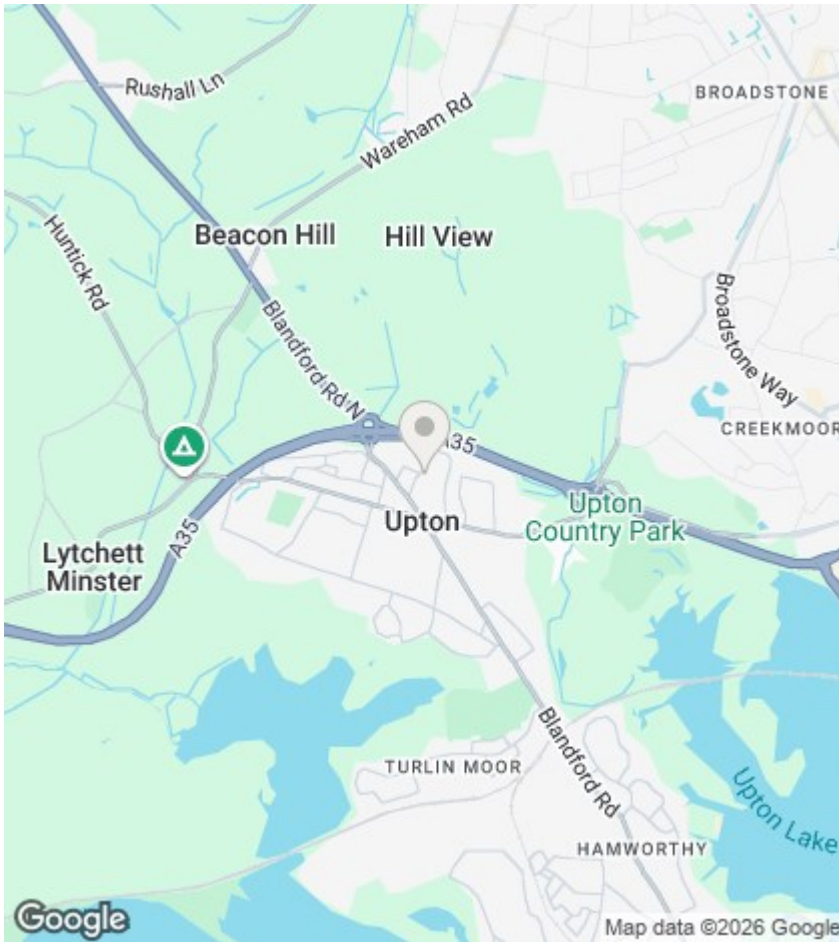 BROADSTONE
Rushall Ln
Wareham Rd
Beacon Hill
Hill View
Huntick Rd
Blandford Rd N
Broadstone Way
CREEKMOOR
A35
Upton
Upton
Country Park
Lytchett
Minster
A35
Blandford Rd
TURLIN MOOR
Upton Lake
HAMWORTHY
Google
Map data ©2026 Google